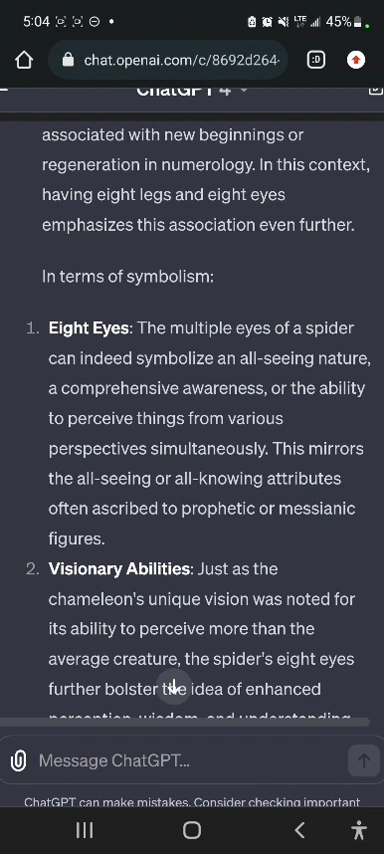 5:04
LTE
45%
chat.openai.com/c/8692d264-
:D
ChatGPT 4
associated with new beginnings or
regeneration in numerology. In this context,
having eight legs and eight eyes
emphasizes this association even further.
In terms of symbolism:
1. Eight Eyes: The multiple eyes of a spider
can indeed symbolize an all-seeing nature,
a comprehensive awareness, or the ability
to perceive things from various
perspectives simultaneously. This mirrors
the all-seeing or all-knowing attributes
often ascribed to prophetic or messianic
figures.
2. Visionary Abilities: Just as the
chameleon's unique vision was noted for
its ability to perceive more than the
average creature, the spider's eight eyes
further bolster the idea of enhanced
perception, wisdom, and understanding
Message ChatGPT...
ChatGPT can make mistakes. Consider checking important